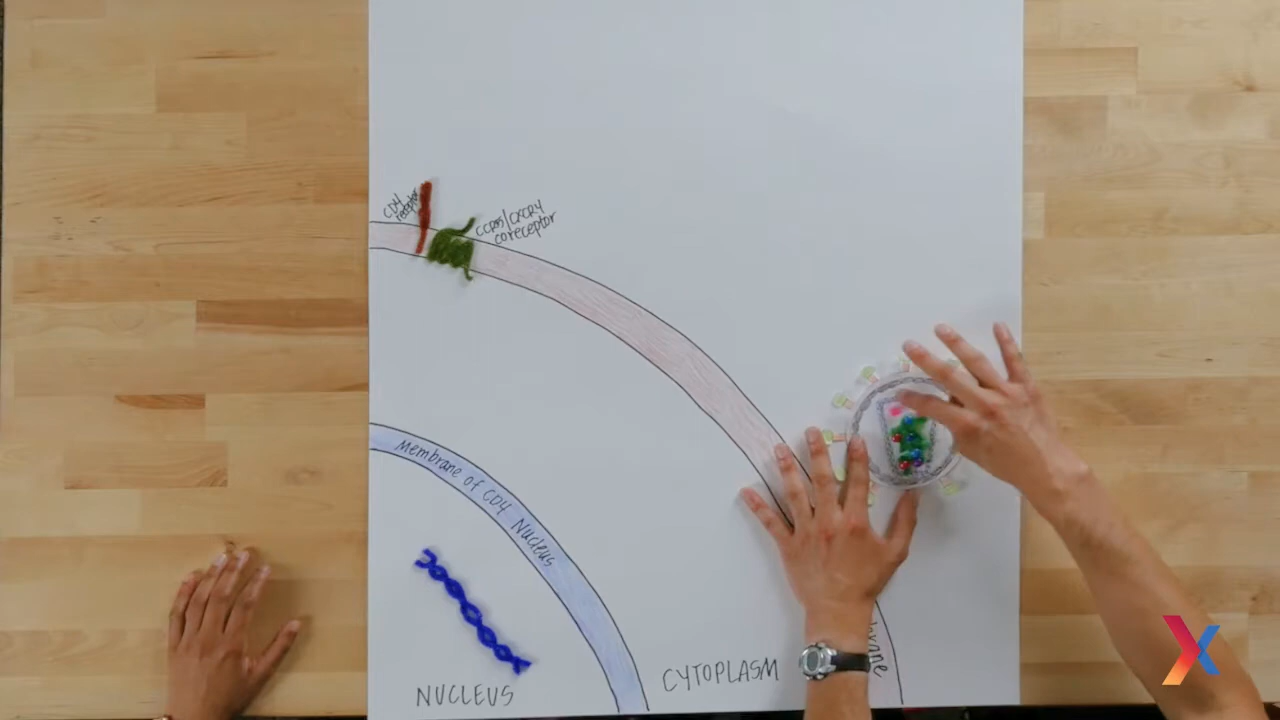 CD4
receptor
CCR5/CXCR4
coreceptor
Membrane of CD4 Nucleus
NUCLEUS
CYTOPLASM